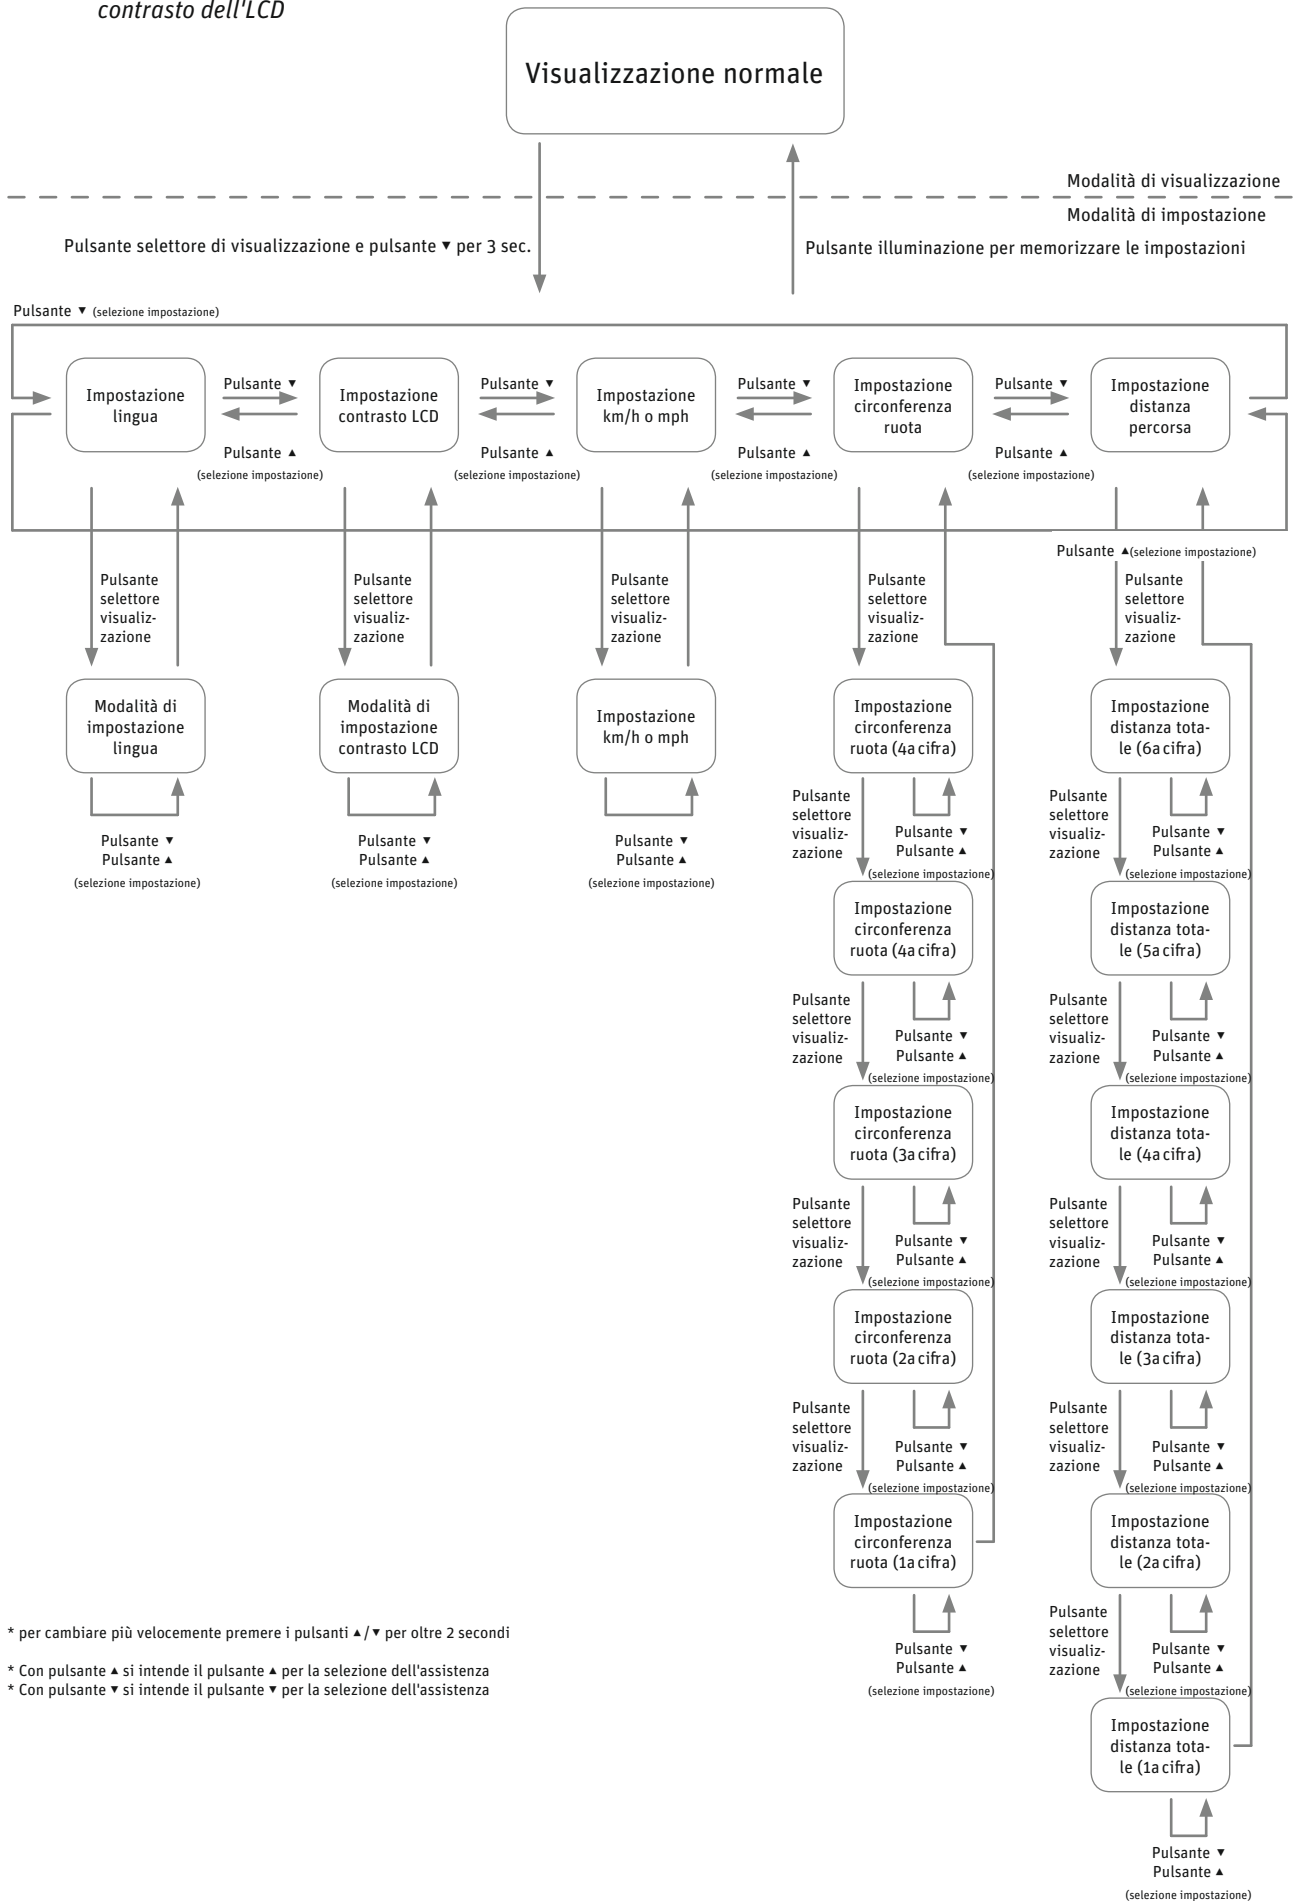 contrasto dell'LCD
Visualizzazione normale
Modalità di visualizzazione
Modalità di impostazione
Pulsante selettore di visualizzazione e pulsante ▼ per 3 sec.
Pulsante illuminazione per memorizzare le impostazioni
Pulsante ▼ (selezione impostazione)
Impostazione
lingua
Pulsante ▼
Pulsante ▲
(selezione impostazione)
Impostazione
contrasto LCD
Pulsante ▼
Pulsante ▲
(selezione impostazione)
Impostazione
km/h o mph
Pulsante ▼
Pulsante ▲
(selezione impostazione)
Impostazione
circonferenza
ruota
Pulsante ▼
Pulsante ▲
(selezione impostazione)
Impostazione
distanza
percorsa
Pulsante ▲(selezione impostazione)
Pulsante
selettore
visualiz-
zazione
Modalità di
impostazione
lingua
Pulsante ▼
Pulsante ▲
(selezione impostazione)
Pulsante
selettore
visualiz-
zazione
Modalità di
impostazione
contrasto LCD
Pulsante ▼
Pulsante ▲
(selezione impostazione)
Pulsante
selettore
visualiz-
zazione
Impostazione
km/h o mph
Pulsante ▼
Pulsante ▲
(selezione impostazione)
Pulsante
selettore
visualiz-
zazione
Impostazione
circonferenza
ruota (4a cifra)
Pulsante
selettore
visualiz-
zazione
Pulsante ▼
Pulsante ▲
(selezione impostazione)
Impostazione
circonferenza
ruota (4a cifra)
Pulsante
selettore
visualiz-
zazione
Pulsante ▼
Pulsante ▲
(selezione impostazione)
Impostazione
circonferenza
ruota (3a cifra)
Pulsante
selettore
visualiz-
zazione
Pulsante ▼
Pulsante ▲
(selezione impostazione)
Impostazione
circonferenza
ruota (2a cifra)
Pulsante
selettore
visualiz-
zazione
Pulsante ▼
Pulsante ▲
(selezione impostazione)
Impostazione
circonferenza
ruota (1a cifra)
Pulsante ▼
Pulsante ▲
(selezione impostazione)
Pulsante
selettore
visualiz-
zazione
Impostazione
distanza tota-
le (6a cifra)
Pulsante
selettore
visualiz-
zazione
Pulsante ▼
Pulsante ▲
(selezione impostazione)
Impostazione
distanza tota-
le (5a cifra)
Pulsante
selettore
visualiz-
zazione
Pulsante ▼
Pulsante ▲
(selezione impostazione)
Impostazione
distanza tota-
le (4a cifra)
Pulsante
selettore
visualiz-
zazione
Pulsante ▼
Pulsante ▲
(selezione impostazione)
Impostazione
distanza tota-
le (3a cifra)
Pulsante
selettore
visualiz-
zazione
Pulsante ▼
Pulsante ▲
(selezione impostazione)
Impostazione
distanza tota-
le (2a cifra)
Pulsante
selettore
visualiz-
zazione
Pulsante ▼
Pulsante ▲
(selezione impostazione)
Impostazione
distanza tota-
le (1a cifra)
Pulsante ▼
Pulsante ▲
(selezione impostazione)
* per cambiare più velocemente premere i pulsanti ▲/▼ per oltre 2 secondi
* Con pulsante ▲ si intende il pulsante ▲ per la selezione dell'assistenza
* Con pulsante ▼ si intende il pulsante ▼ per la selezione dell'assistenza